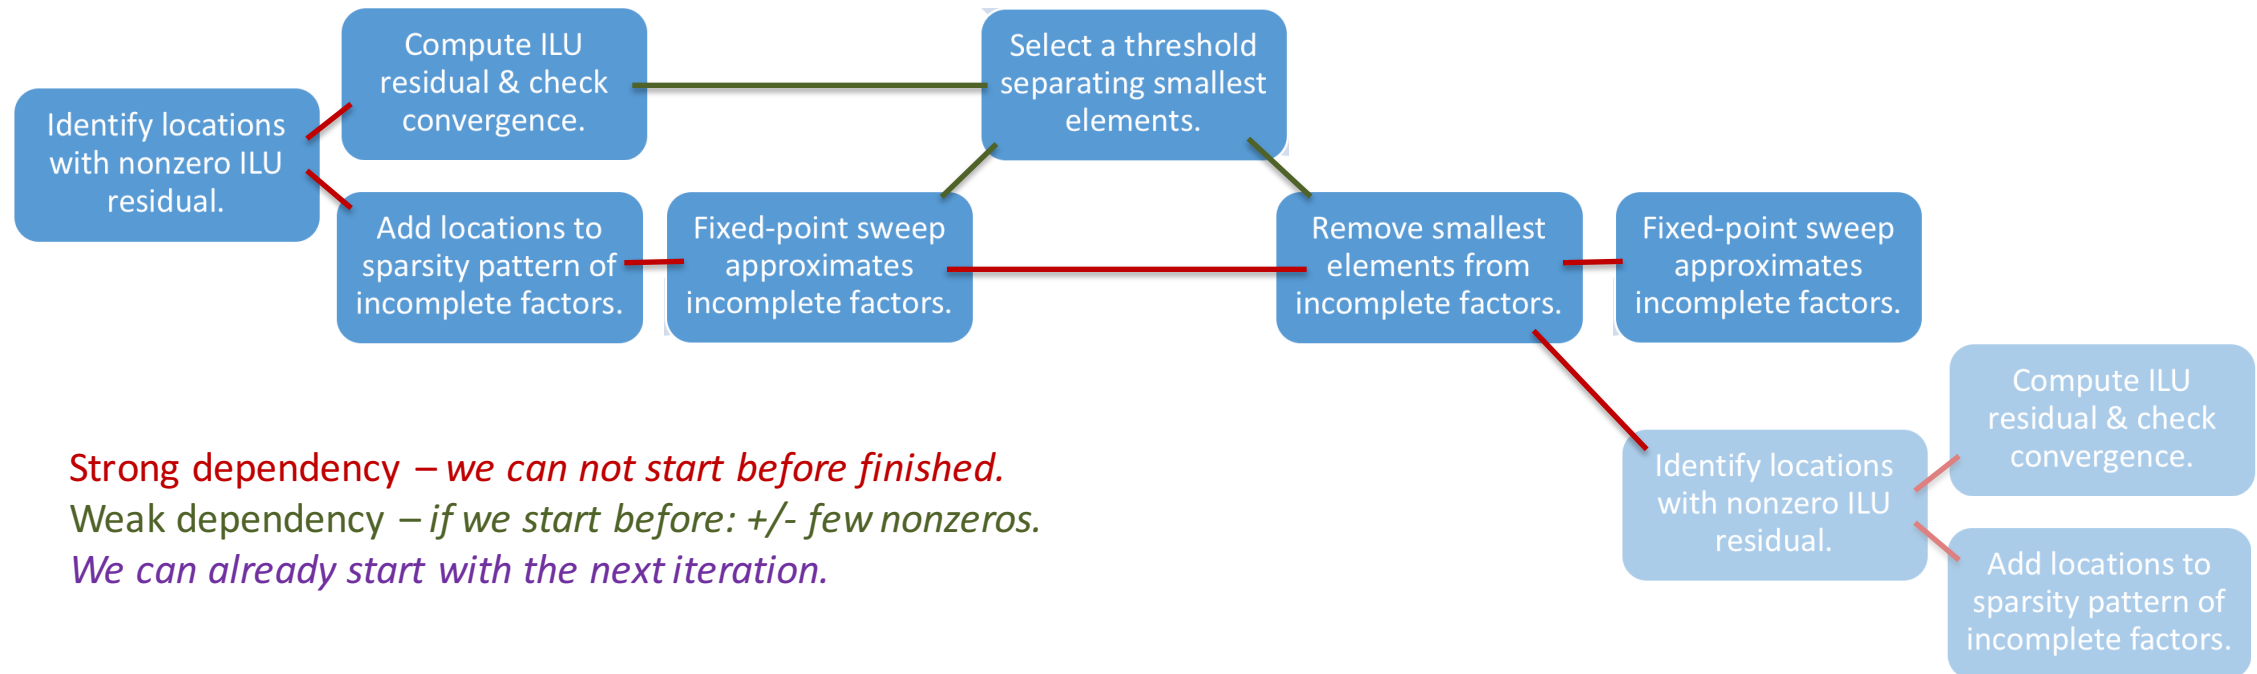 Identify locations
with nonzero ILU
residual.
Compute ILU
residual & check
convergence.
Add locations to
sparsity pattern of
incomplete factors.
Fixed-point sweep
approximates
incomplete factors.
Select a threshold
separating smallest
elements.
Remove smallest
elements from
incomplete factors.
Fixed-point sweep
approximates
incomplete factors.
Identify locations
with nonzero ILU
residual.
Compute ILU
residual & check
convergence.
Add locations to
sparsity pattern of
incomplete factors.
Strong dependency – we can not start before finished.
Weak dependency – if we start before: +/- few nonzeros.
We can already start with the next iteration.